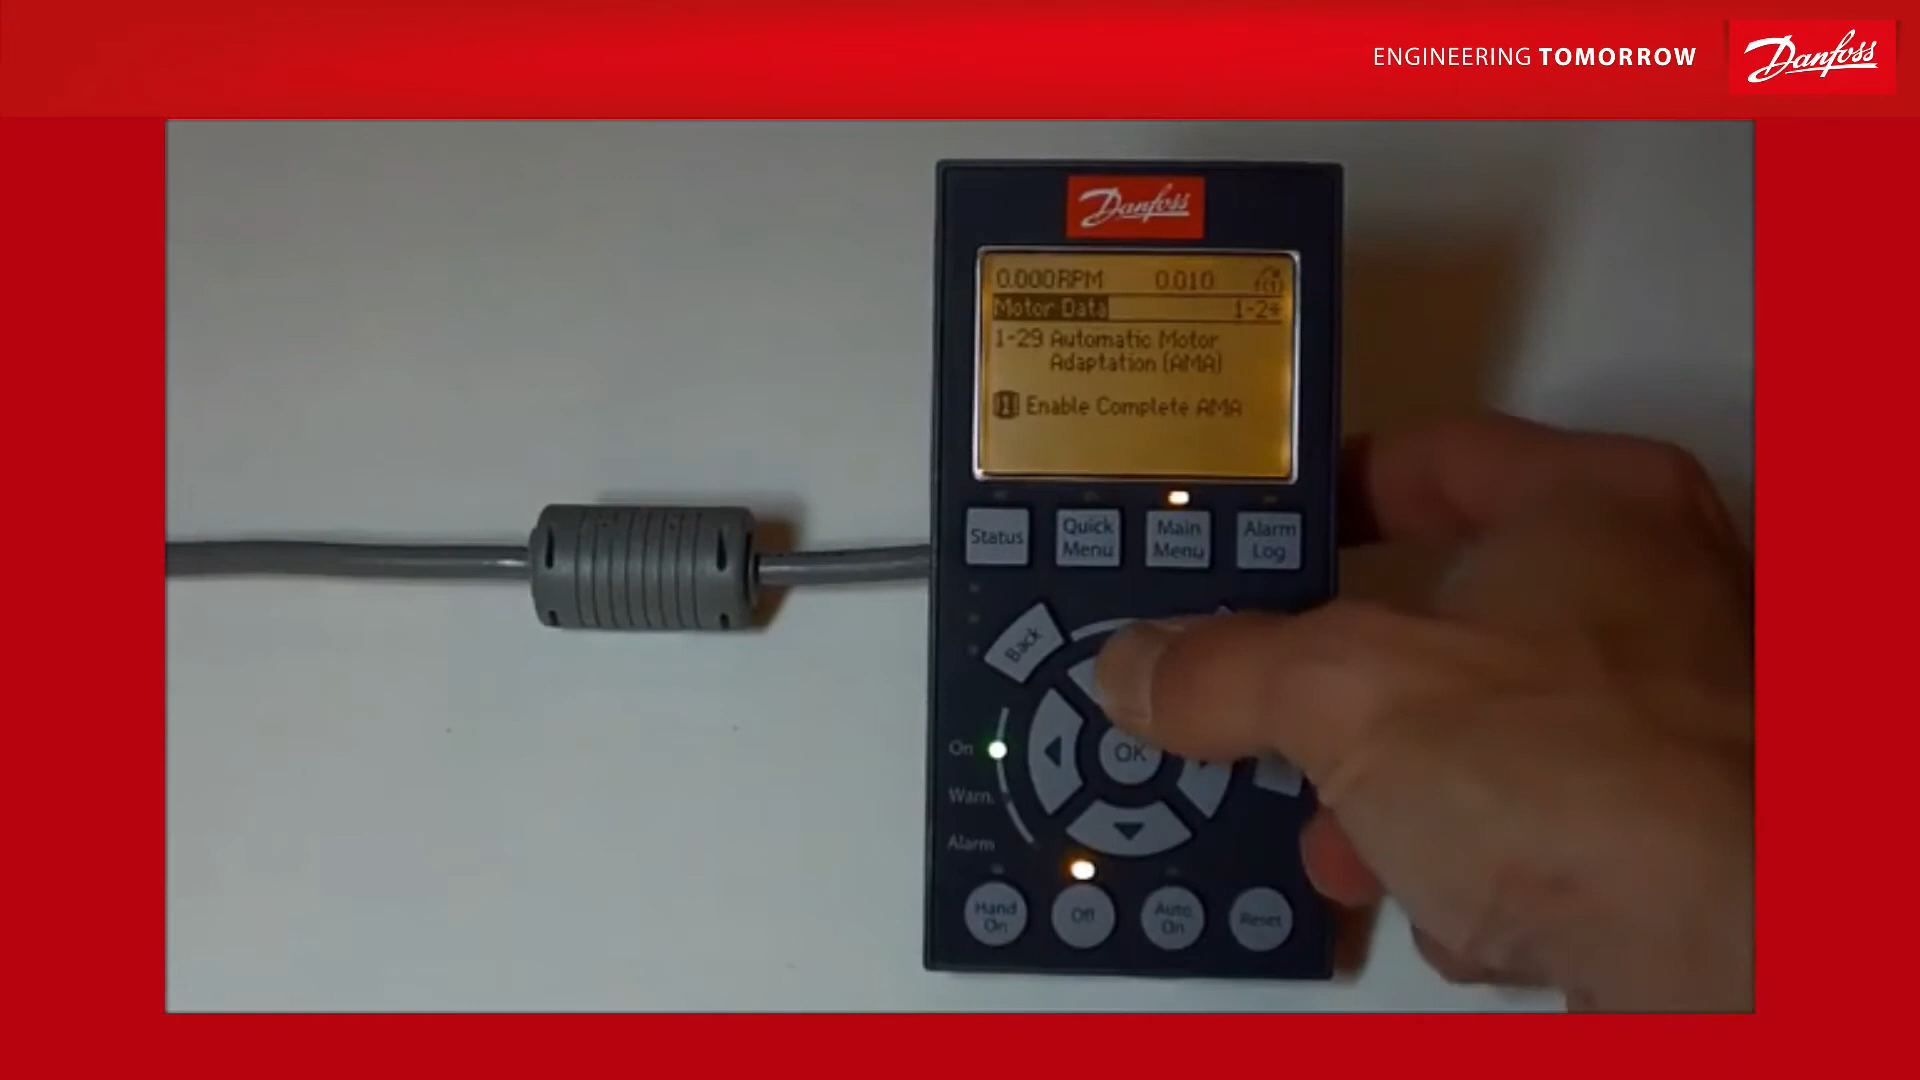 ENGINEERING TOMORROW
Danfoss
Danfoss
0.000RPM 0.010
Motor Data 1-2*
1-29 Automatic Motor
Adaptation (AMA)
[1] Enable Complete AMA
Status
Quick
Menu
Main
Menu
Alarm
Log
Back
OK
On
Warn.
Alarm
Hand
On
Off
Auto
On
Reset